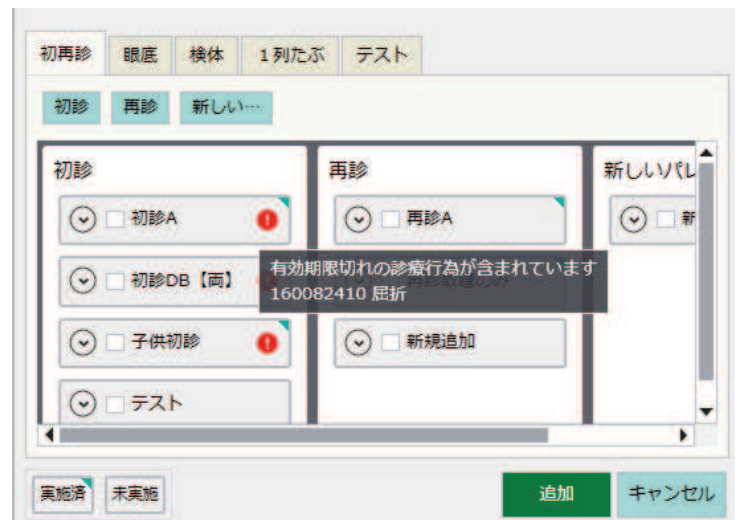 初再診 眼底 検体 1列たぶ テスト
初診 再診 新しい…
初診 再診 新しいパレ
初診A 再診A 新
有効期限切れの診療行為が含まれています
160082410 屈折
初診DB【両】
子供初診 新規追加
テスト
実施済 未実施 追加 キャンセル